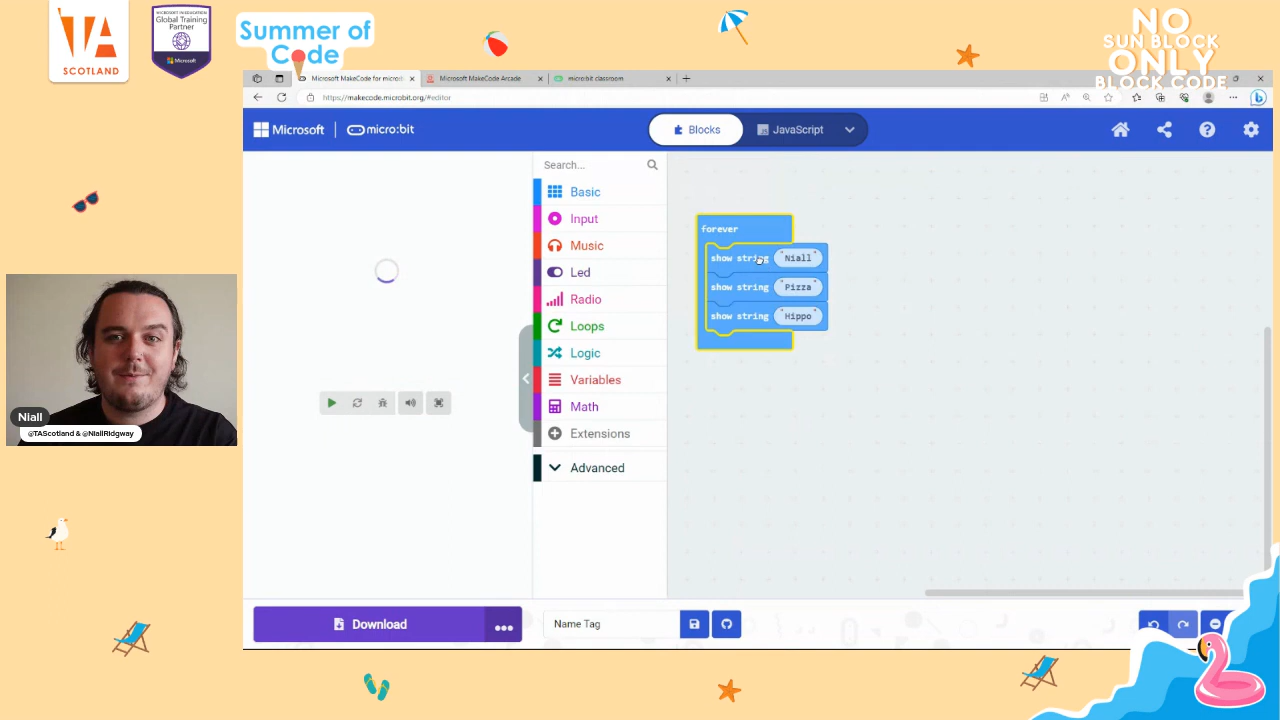 TA
SCOTLAND
MICROSOFT IN EDUCATION
Global Training
Partner
Microsoft
Summer of
Code
NO
SUN BLOCK
ONLY
BLOCK CODE
Microsoft MakeCode for micro:
Microsoft MakeCode Arcade
micro:bit classroom
https://makecode.microbit.org/#editor
Microsoft
micro:bit
Blocks
JavaScript
Search...
Basic
Input
Music
Led
Radio
Loops
Logic
Variables
Math
Extensions
Advanced
forever
show string "Niall"
show string "Pizza"
show string "Hippo"
Niall
@TAScotland & @NiallRidgway
Download
Name Tag